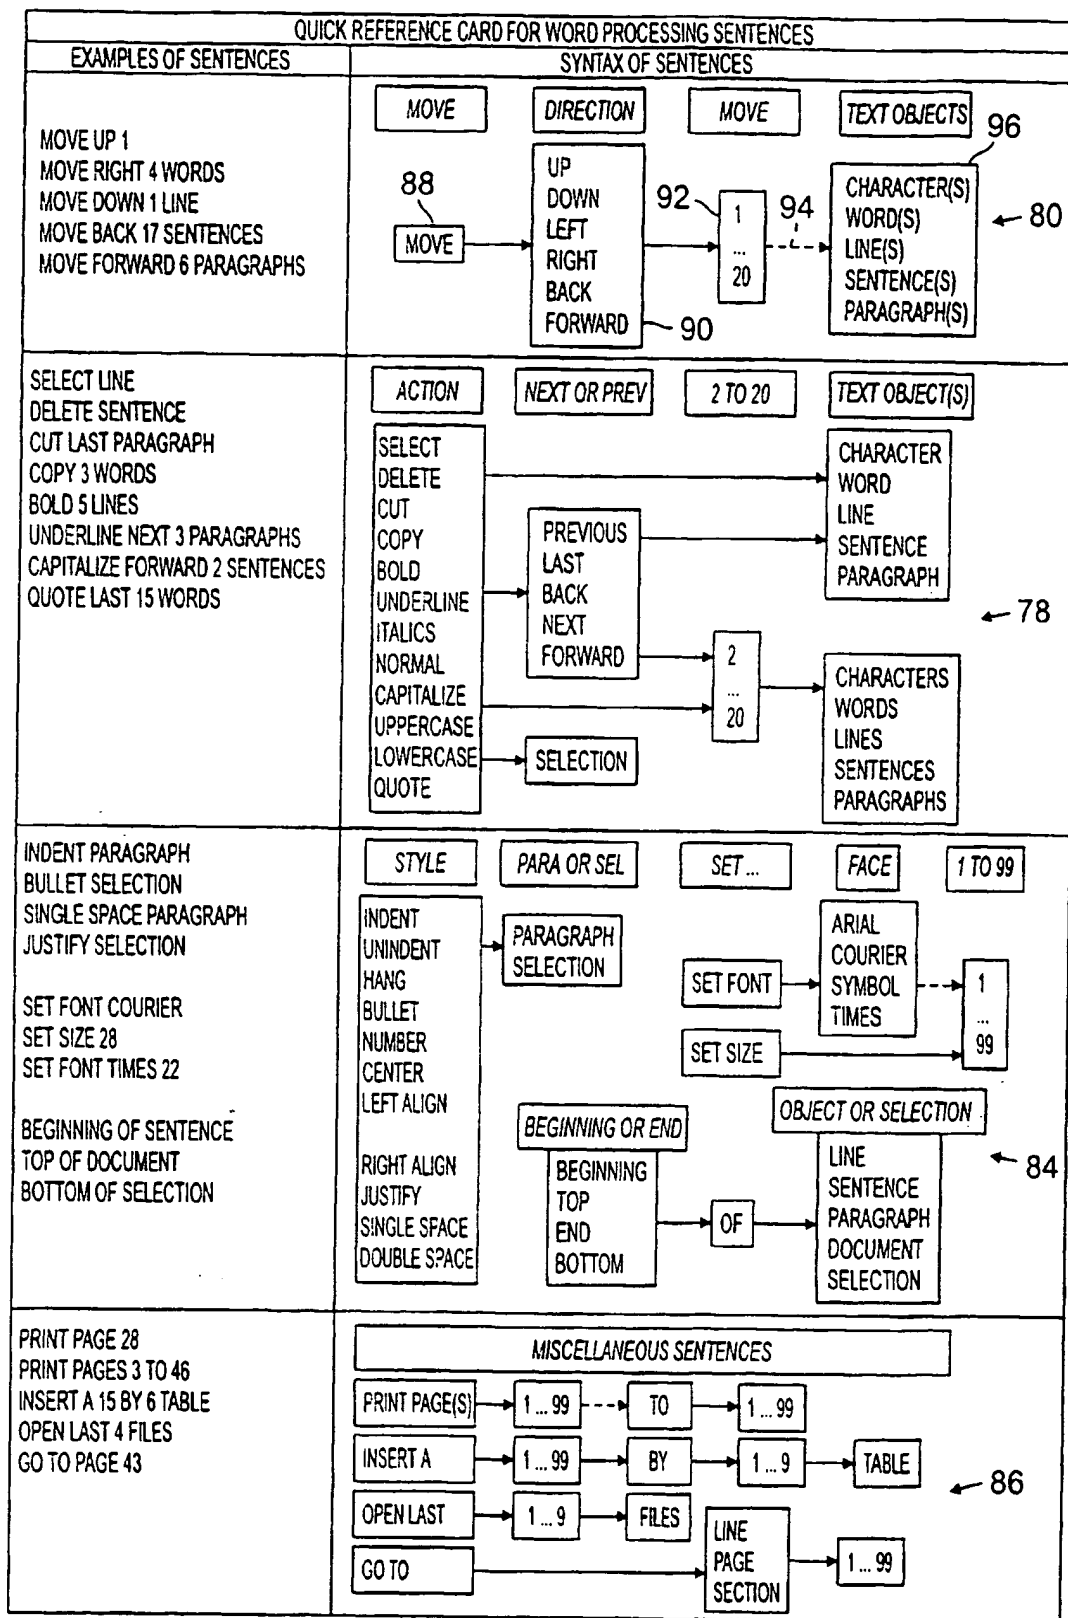 QUICK REFERENCE CARD FOR WORD PROCESSING SENTENCES
EXAMPLES OF SENTENCES
SYNTAX OF SENTENCES
MOVE UP 1
MOVE RIGHT 4 WORDS
MOVE DOWN 1 LINE
MOVE BACK 17 SENTENCES
MOVE FORWARD 6 PARAGRAPHS
MOVE
DIRECTION
MOVE
TEXT OBJECTS
88
MOVE
UP
DOWN
LEFT
RIGHT
BACK
FORWARD
90
92
1
...
20
94
96
CHARACTER(S)
WORD(S)
LINE(S)
SENTENCE(S)
PARAGRAPH(S)
80
SELECT LINE
DELETE SENTENCE
CUT LAST PARAGRAPH
COPY 3 WORDS
BOLD 5 LINES
UNDERLINE NEXT 3 PARAGRAPHS
CAPITALIZE FORWARD 2 SENTENCES
QUOTE LAST 15 WORDS
ACTION
NEXT OR PREV
2 TO 20
TEXT OBJECT(S)
SELECT
DELETE
CUT
COPY
BOLD
UNDERLINE
ITALICS
NORMAL
CAPITALIZE
UPPERCASE
LOWERCASE
QUOTE
PREVIOUS
LAST
BACK
NEXT
FORWARD
SELECTION
2
...
20
CHARACTER
WORD
LINE
SENTENCE
PARAGRAPH
78
CHARACTERS
WORDS
LINES
SENTENCES
PARAGRAPHS
INDENT PARAGRAPH
BULLET SELECTION
SINGLE SPACE PARAGRAPH
JUSTIFY SELECTION
SET FONT COURIER
SET SIZE 28
SET FONT TIMES 22
BEGINNING OF SENTENCE
TOP OF DOCUMENT
BOTTOM OF SELECTION
STYLE
PARA OR SEL
SET ...
FACE
1 TO 99
INDENT
UNINDENT
HANG
BULLET
NUMBER
CENTER
LEFT ALIGN
RIGHT ALIGN
JUSTIFY
SINGLE SPACE
DOUBLE SPACE
PARAGRAPH
SELECTION
SET FONT
SET SIZE
ARIAL
COURIER
SYMBOL
TIMES
1
...
99
BEGINNING OR END
BEGINNING
TOP
END
BOTTOM
OF
OBJECT OR SELECTION
LINE
SENTENCE
PARAGRAPH
DOCUMENT
SELECTION
84
PRINT PAGE 28
PRINT PAGES 3 TO 46
INSERT A 15 BY 6 TABLE
OPEN LAST 4 FILES
GO TO PAGE 43
MISCELLANEOUS SENTENCES
PRINT PAGE(S)
1 ... 99
TO
1 ... 99
INSERT A
1 ... 99
BY
1 ... 9
TABLE
86
OPEN LAST
1 ... 9
FILES
GO TO
LINE
PAGE
SECTION
1 ... 99